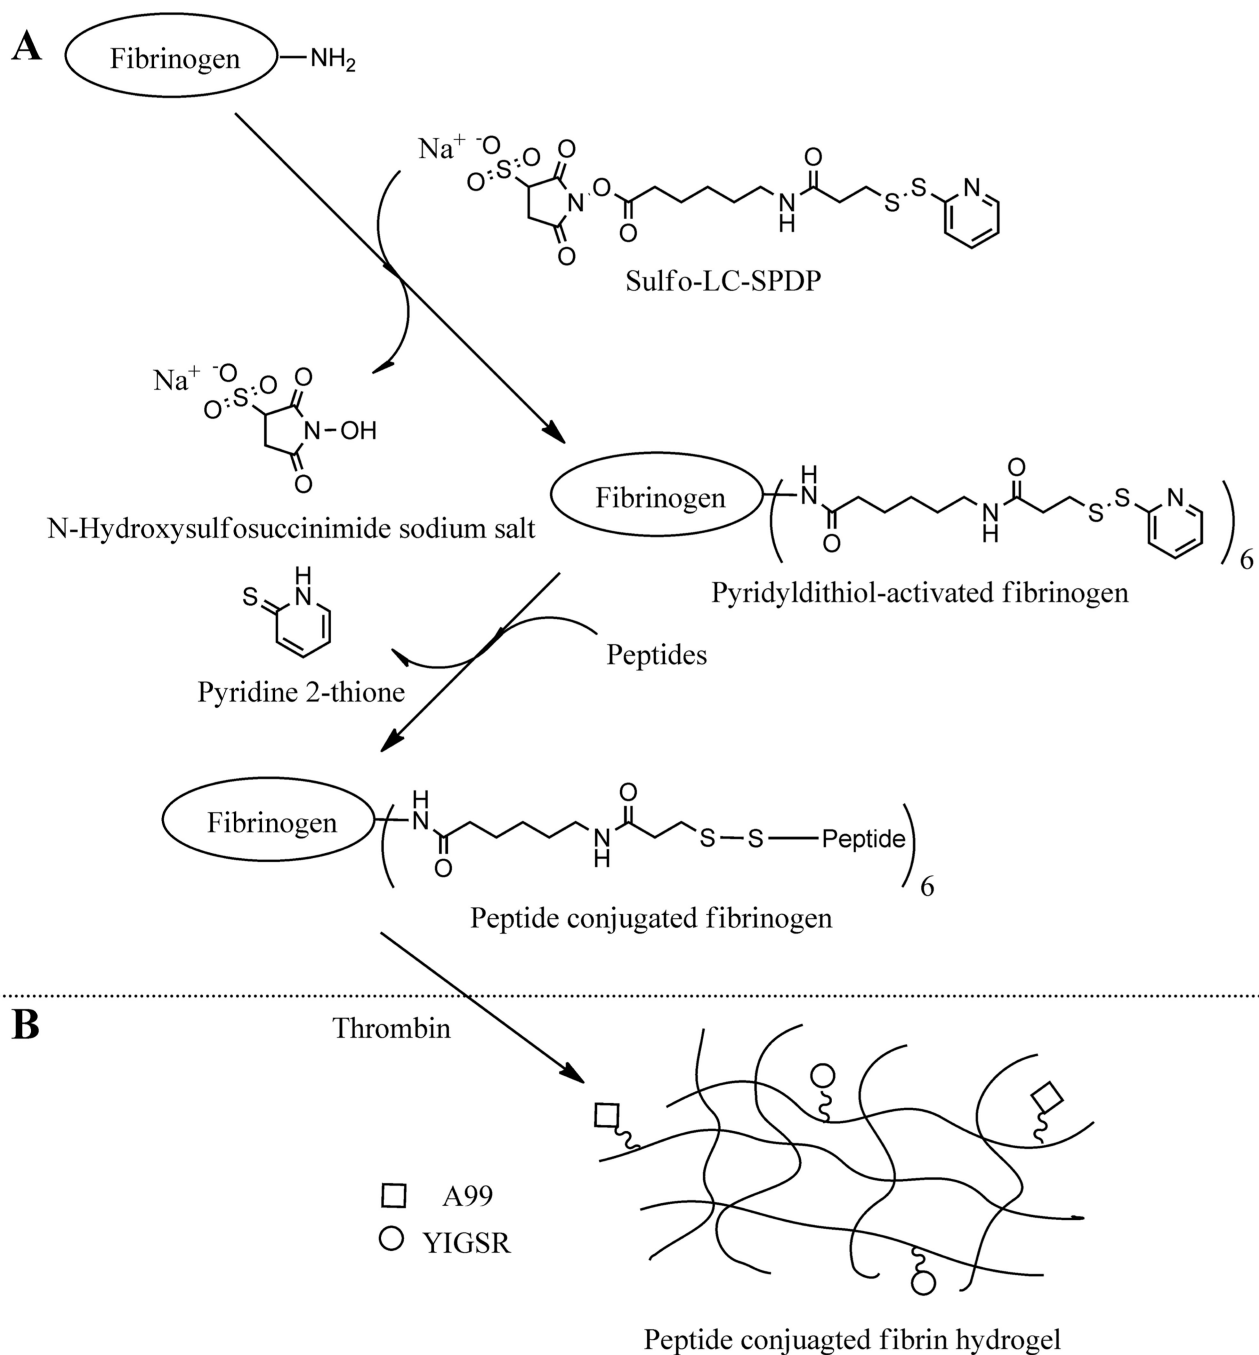 A
Fibrinogen NH2
Na+ -O S O O O
O N O
O O N H O S S N
Sulfo-LC-SPDP
Na+ -O S O O O
O N OH
O
N-Hydroxysulfosuccinimide sodium salt
Fibrinogen ( H N O N H O S S N ) 6
Pyridyldithiol-activated fibrinogen
S H N
Peptides
Pyridine 2-thione
Fibrinogen ( H N O N H O S S Peptide ) 6
Peptide conjugated fibrinogen
B
Thrombin
A99
YIGSR
Peptide conjuagted fibrin hydrogel